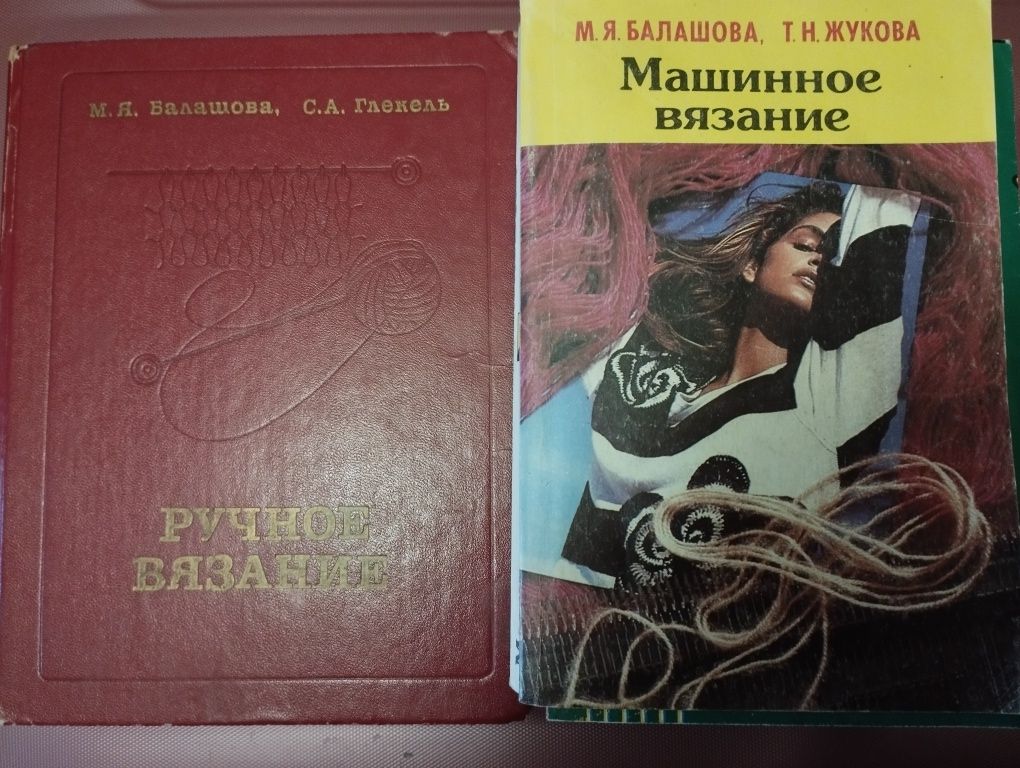 М.Я. Балашова, С.А. Глекель
РУЧНОЕ
ВЯЗАНИЕ
М. Я. БАЛАШОВА, Т. Н. ЖУКОВА
Машинное
вязание